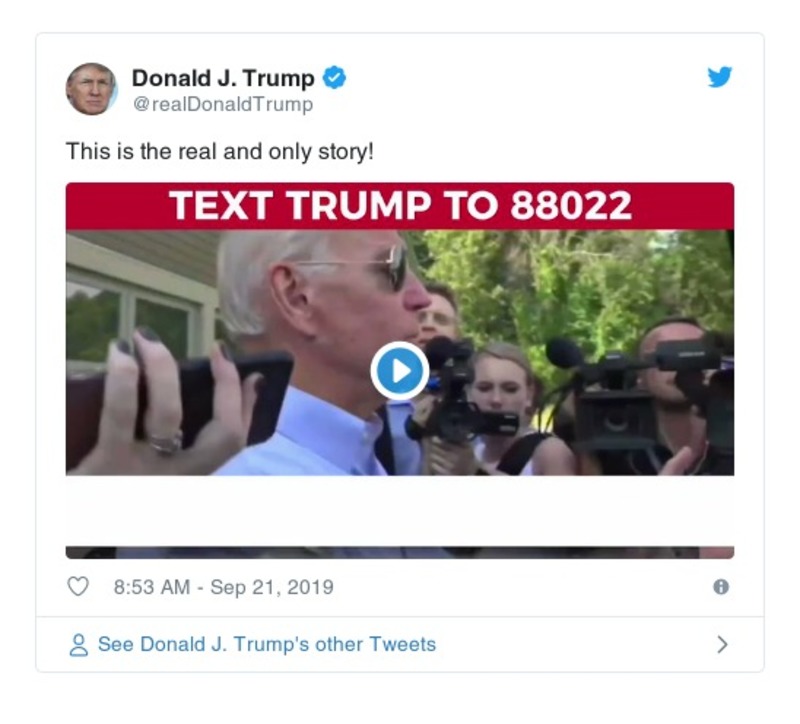 Donald J. Trump
@realDonaldTrump
This is the real and only story!
TEXT TRUMP TO 88022
8:53 AM - Sep 21, 2019
See Donald J. Trump's other Tweets